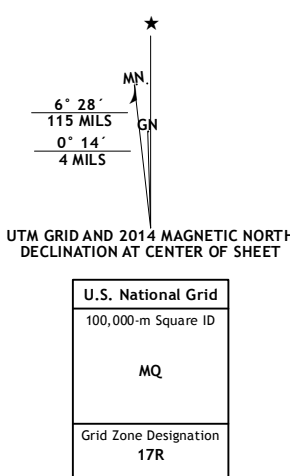 MN.
6° 28´
115 MILS
GN
0° 14´
4 MILS
UTM GRID AND 2014 MAGNETIC NORTH
DECLINATION AT CENTER OF SHEET
U.S. National Grid
100,000-m Square ID
MQ
Grid Zone Designation
17R